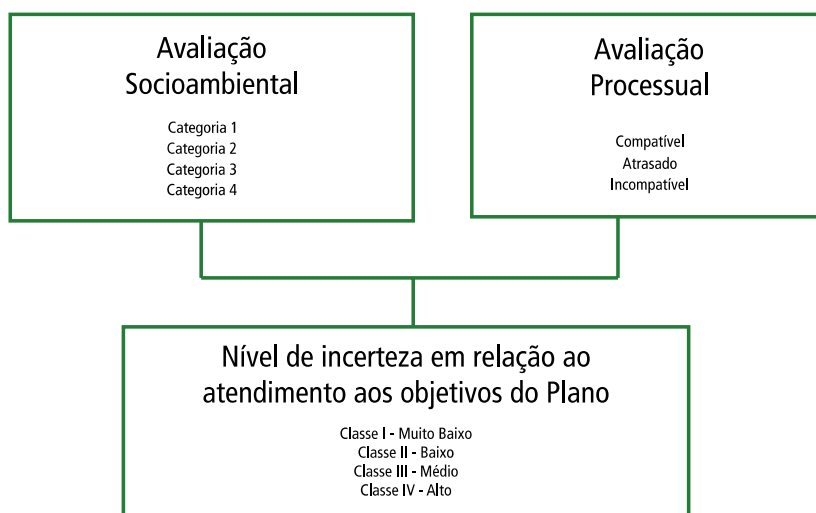 Avaliação
Socioambiental
Categoria 1
Categoria 2
Categoria 3
Categoria 4
Avaliação
Processual
Compatível
Atrasado
Incompatível
Nível de incerteza em relação ao
atendimento aos objetivos do Plano
Classe I - Muito Baixo
Classe II - Baixo
Classe III - Médio
Classe IV - Alto